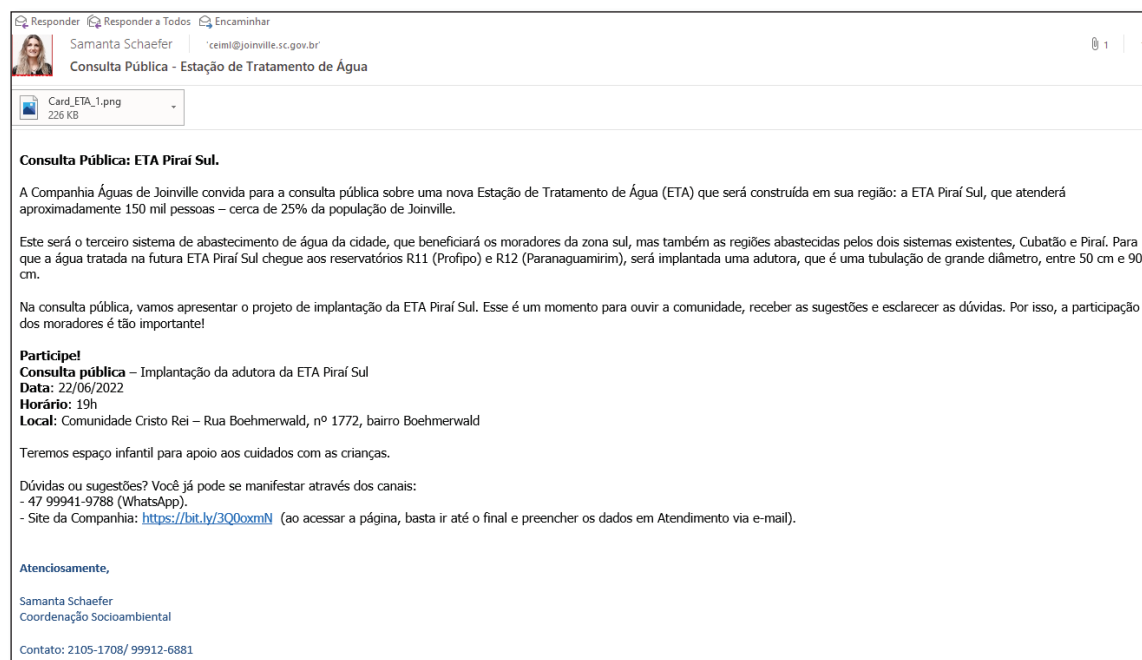 Responder Responder a Todos Encaminhar
Samanta Schaefer 'ceiml@joinville.sc.gov.br' 1
Consulta Pública - Estação de Tratamento de Água
Card_ETA_1.png
226 KB
Consulta Pública: ETA Piraí Sul.
A Companhia Águas de Joinville convida para a consulta pública sobre uma nova Estação de Tratamento de Água (ETA) que será construída em sua região: a ETA Piraí Sul, que atenderá
aproximadamente 150 mil pessoas – cerca de 25% da população de Joinville.
Este será o terceiro sistema de abastecimento de água da cidade, que beneficiará os moradores da zona sul, mas também as regiões abastecidas pelos dois sistemas existentes, Cubatão e Piraí. Para
que a água tratada na futura ETA Piraí Sul chegue aos reservatórios R11 (Profipo) e R12 (Paranaguamirim), será implantada uma adutora, que é uma tubulação de grande diâmetro, entre 50 cm e 90
cm.
Na consulta pública, vamos apresentar o projeto de implantação da ETA Piraí Sul. Esse é um momento para ouvir a comunidade, receber as sugestões e esclarecer as dúvidas. Por isso, a participação
dos moradores é tão importante!
Participe!
Consulta pública – Implantação da adutora da ETA Piraí Sul
Data: 22/06/2022
Horário: 19h
Local: Comunidade Cristo Rei – Rua Boehmerwald, nº 1772, bairro Boehmerwald
Teremos espaço infantil para apoio aos cuidados com as crianças.
Dúvidas ou sugestões? Você já pode se manifestar através dos canais:
- 47 99941-9788 (WhatsApp).
- Site da Companhia: https://bit.ly/3Q0oxmN (ao acessar a página, basta ir até o final e preencher os dados em Atendimento via e-mail).
Atenciosamente,
Samanta Schaefer
Coordenação Socioambiental
Contato: 2105-1708/ 99912-6881